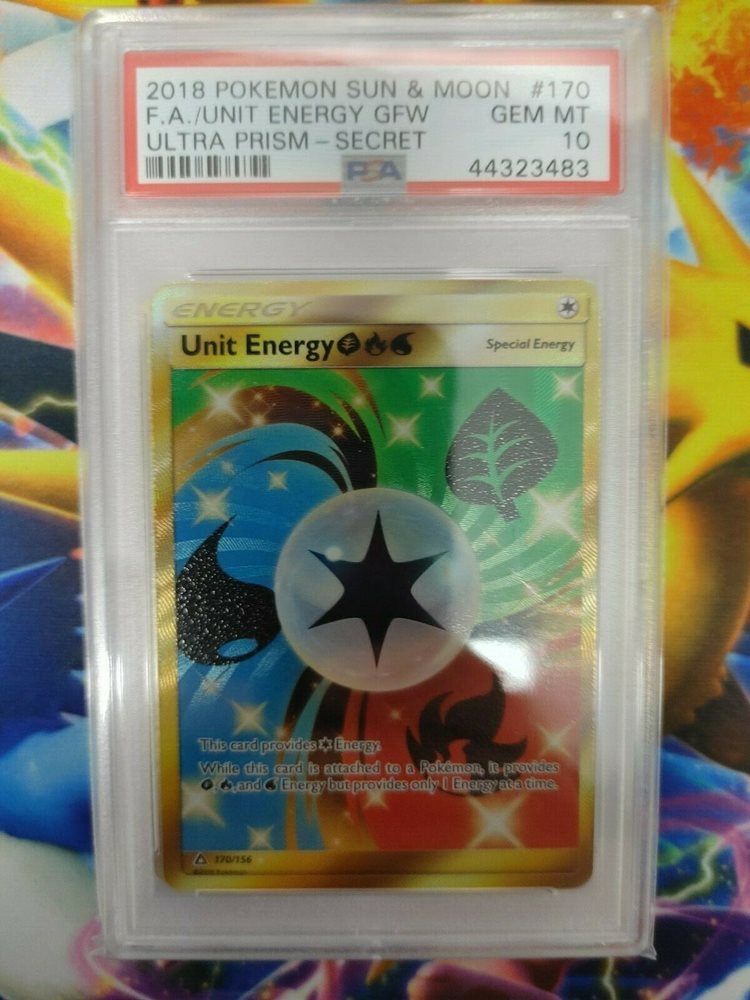 2018 POKEMON SUN & MOON #170
F.A./UNIT ENERGY GFW GEM MT
ULTRA PRISM - SECRET 10
PSA 44323483
ENERGY
Unit Energy
Special Energy
This card provides Energy.
While this card is attached to a Pokémon, it provides
, , and Energy but provides only 1 Energy at a time.
170/156
©2018 Pokémon